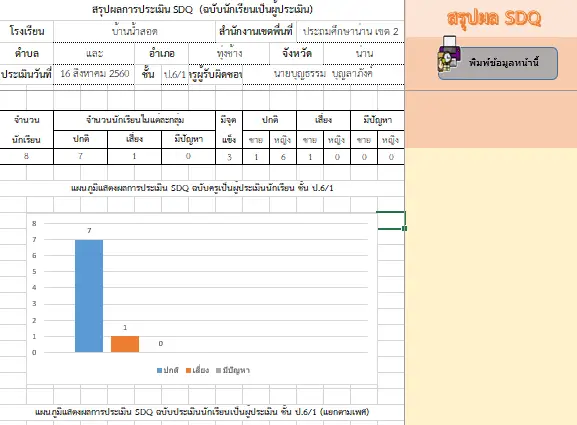 สรุปผลการประเมิน SDQ (ฉบับนักเรียนเป็นผู้ประเมิน)
สรุปผล SDQ
โรงเรียน บ้านน้ำสอด สำนักงานเขตพื้นที่ ประถมศึกษาน่าน เขต 2
ตำบล และ อำเภอ ทุ่งช้าง จังหวัด น่าน
พิมพ์ข้อมูลหน้านี้
ประเมินวันที่ 16 สิงหาคม 2560 ชั้น ป.6/1 ครูผู้รับผิดชอบ นายบุญธรรม บุญลาภังค
จำนวน จำนวนนักเรียนในแต่ละกลุ่ม มีจุด ปกติ เสี่ยง มีปัญหา
นักเรียน ปกติ เสี่ยง มีปัญหา แข็ง ชาย หญิง ชาย หญิง ชาย หญิง
8 7 1 0 3 1 6 1 0 0 0
แผนภูมิแสดงผลการประเมิน SDQ ฉบับครูเป็นผู้ประเมินนักเรียน ชั้น ป.6/1
8
7
6
5
4
3
2
1
0
7
1
0
ปกติ เสี่ยง มีปัญหา
แผนภูมิแสดงผลการประเมิน SDQ ฉบับประเมินนักเรียนเป็นผู้ประเมิน ชั้น ป.6/1 (แยกตามเพศ)